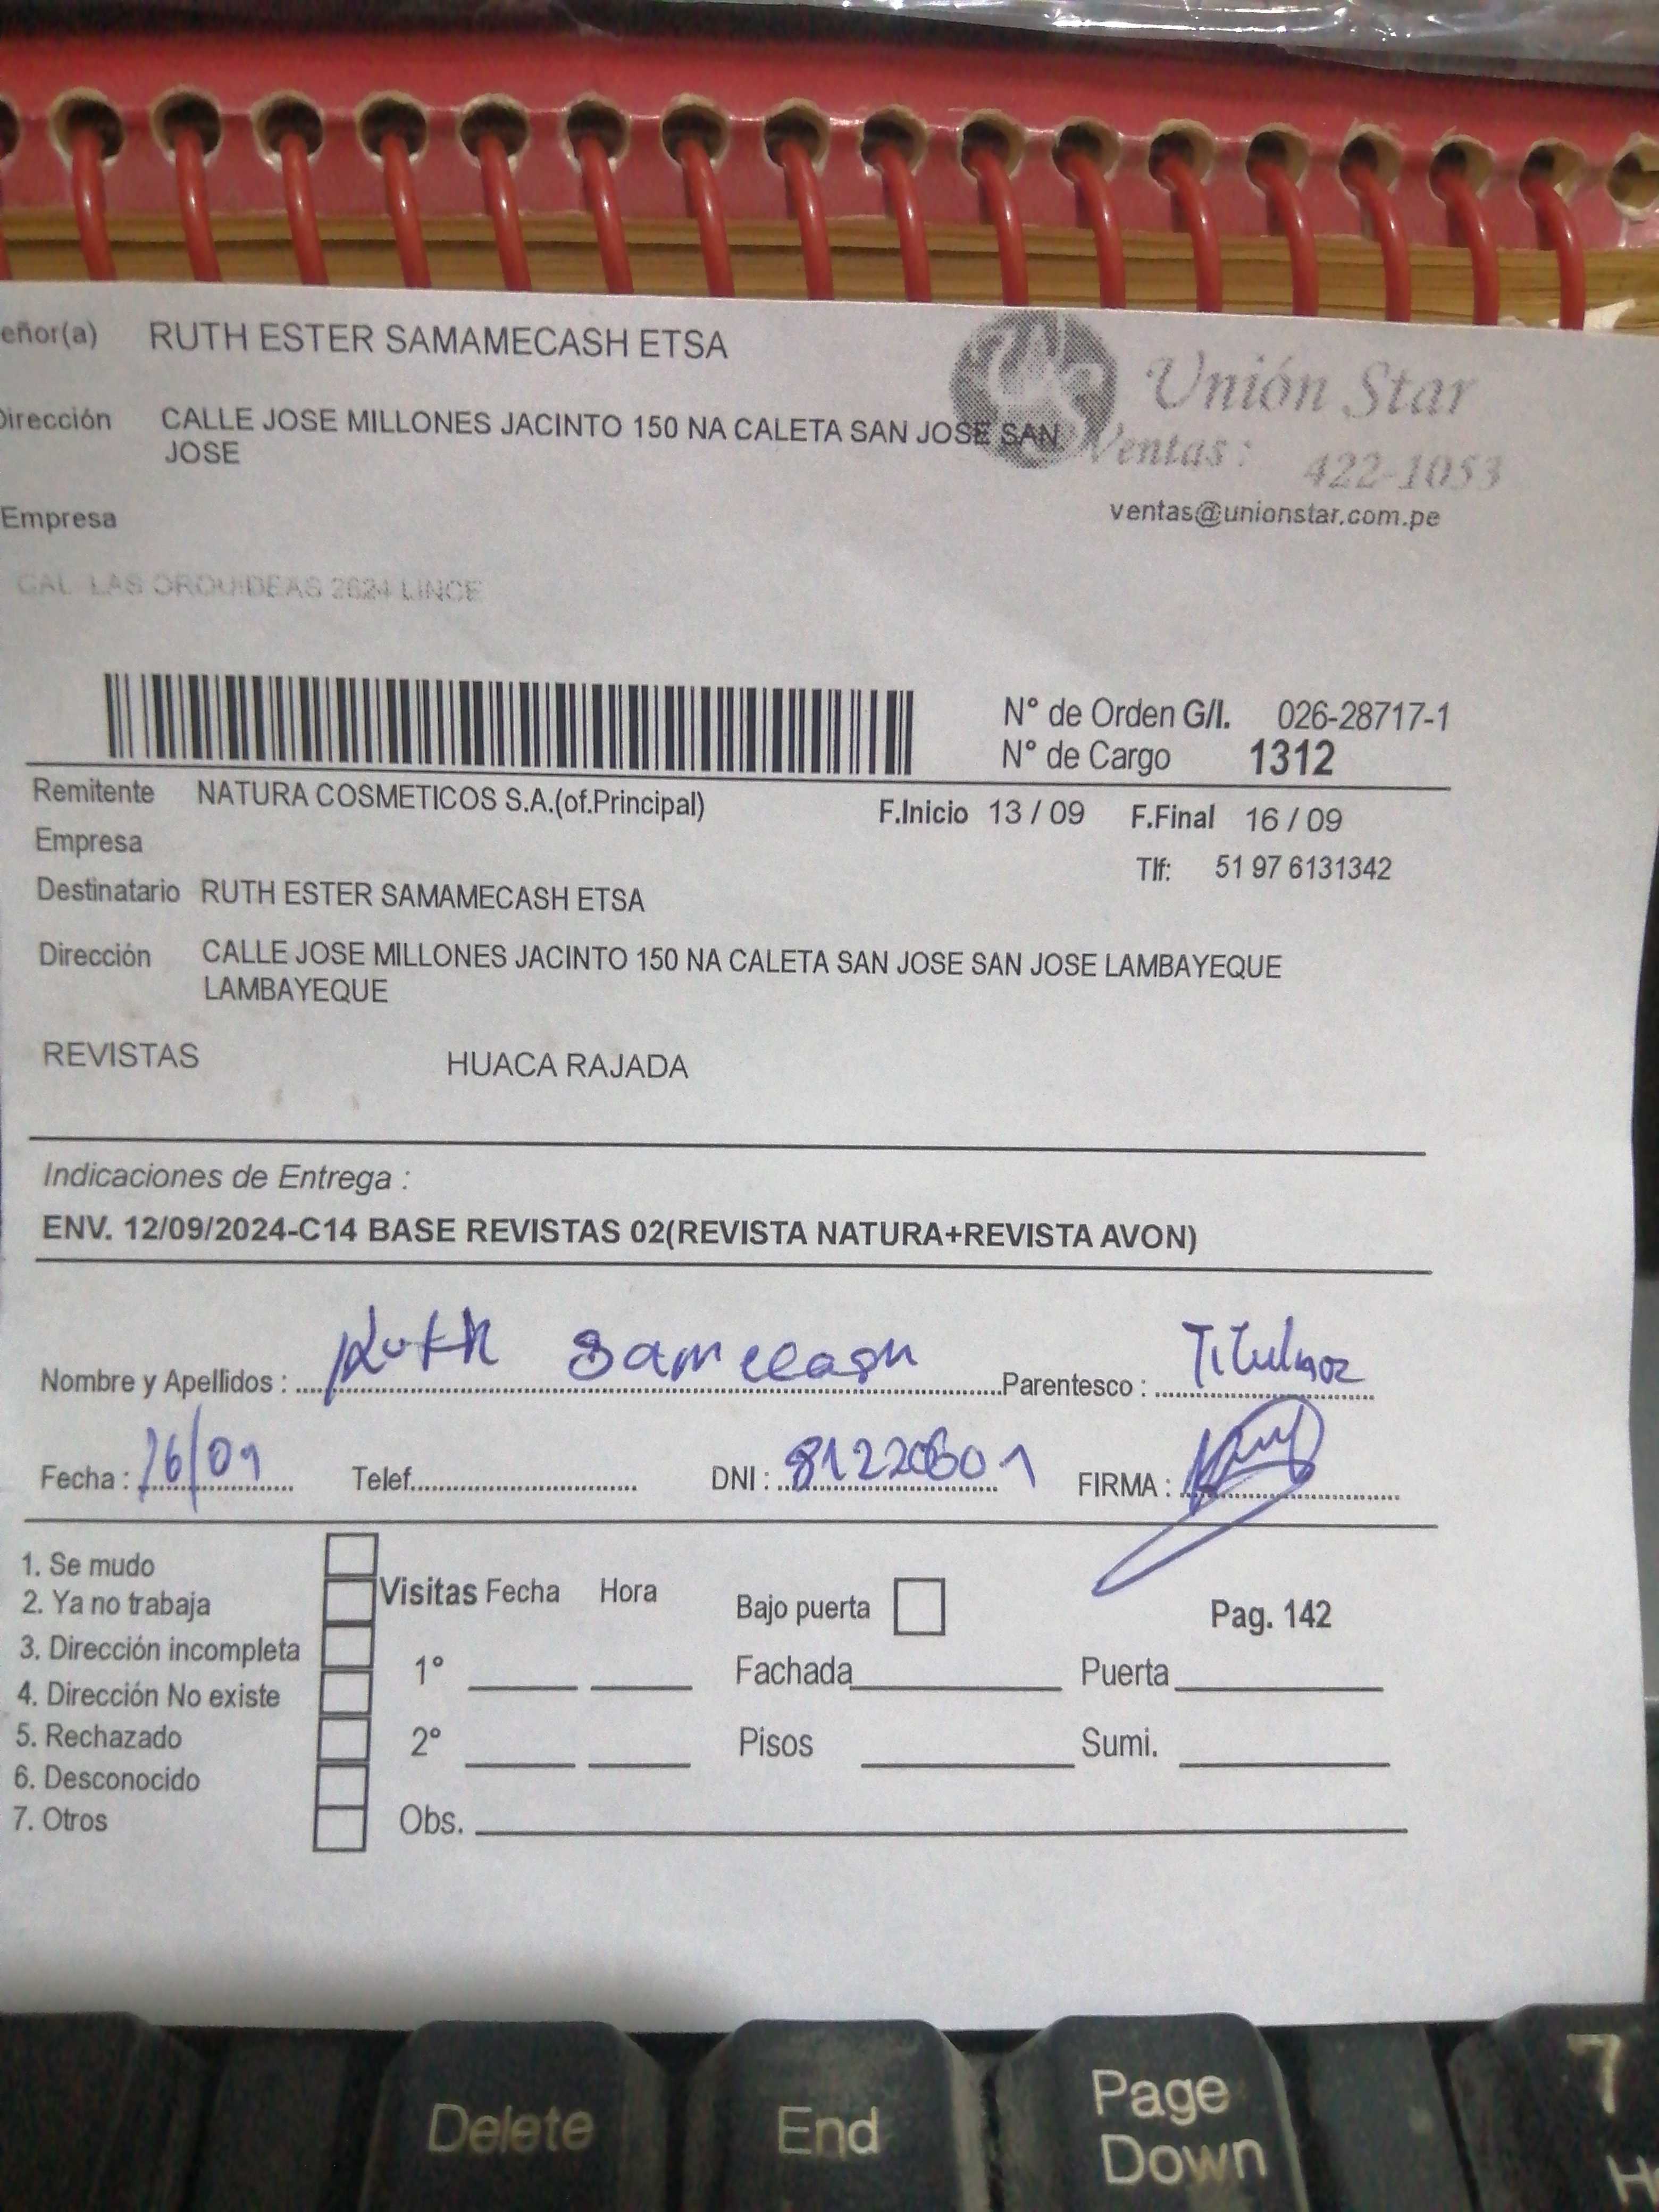 eñor(a) RUTH ESTER SAMAMECASH ETSA
Dirección CALLE JOSE MILLONES JACINTO 150 NA CALETA SAN JOSE SAN
JOSE
Unión Star
Ventas: 422-1053
ventas@unionstar.com.pe
Empresa
CAL LAS ORQUIDEAS 2624 LINCE
N° de Orden G/I. 026-28717-1
N° de Cargo 1312
Remitente NATURA COSMETICOS S.A.(of.Principal) F.Inicio 13 / 09 F.Final 16 / 09
Empresa
Tlf: 51 97 6131342
Destinatario RUTH ESTER SAMAMECASH ETSA
Dirección CALLE JOSE MILLONES JACINTO 150 NA CALETA SAN JOSE SAN JOSE LAMBAYEQUE
LAMBAYEQUE
REVISTAS HUACA RAJADA
Indicaciones de Entrega :
ENV. 12/09/2024-C14 BASE REVISTAS 02(REVISTA NATURA+REVISTA AVON)
Nombre y Apellidos : Ruth Samecash Parentesco :
Fecha : 16/09 Telef. DNI : FIRMA :
1. Se mudo
2. Ya no trabaja
3. Dirección incompleta
4. Dirección No existe
5. Rechazado
6. Desconocido
7. Otros
Visitas Fecha Hora
1°
2°
Obs.
Bajo puerta
Pag. 142
Fachada Puerta
Pisos Sumi.
Delete
End
Page
Down
7